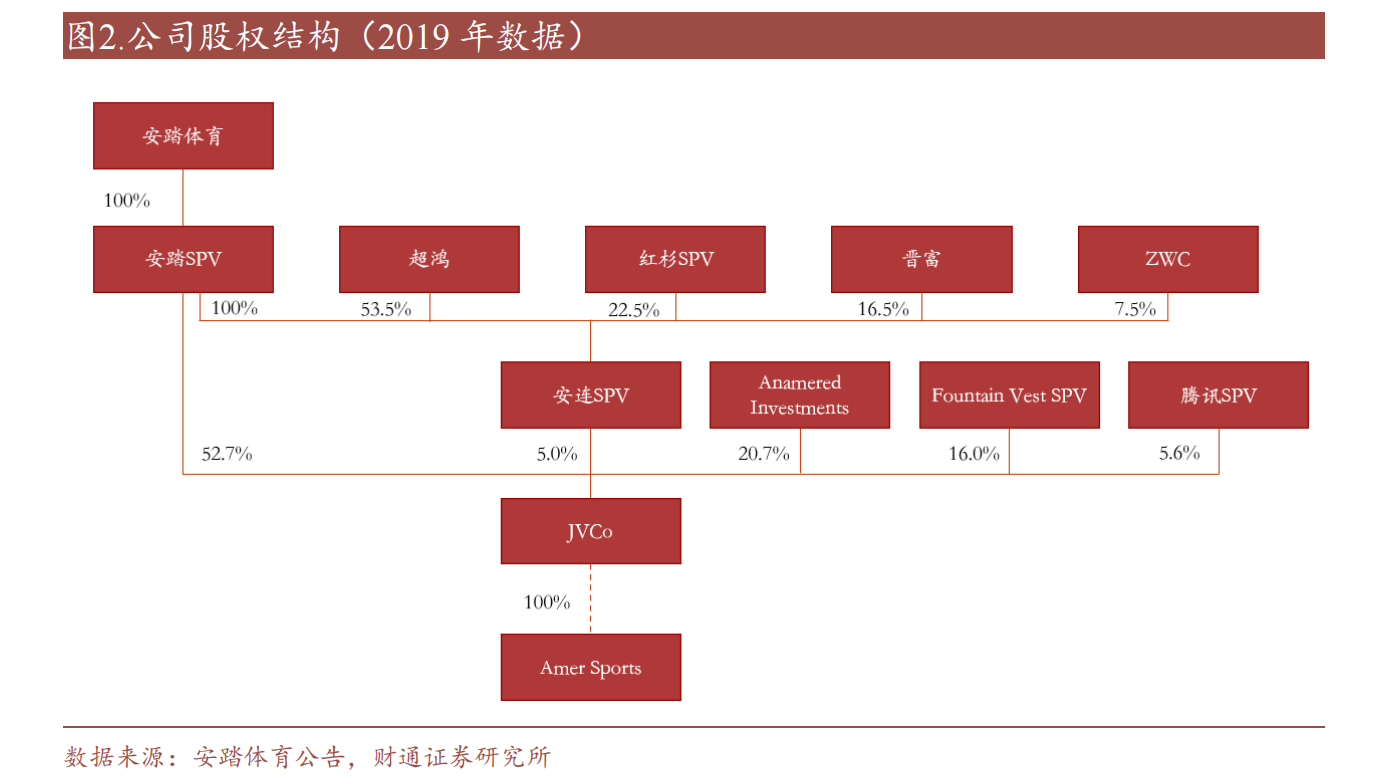 图2.公司股权结构（2019 年数据）
安踏体育
100%
安踏SPV
超鸿
红杉SPV
晋富
ZWC
100%
53.5%
22.5%
16.5%
7.5%
安连SPV
Anamered
Investments
Fountain Vest SPV
腾讯SPV
52.7%
5.0%
20.7%
16.0%
5.6%
JVCo
100%
Amer Sports
数据来源：安踏体育公告，财通证券研究所